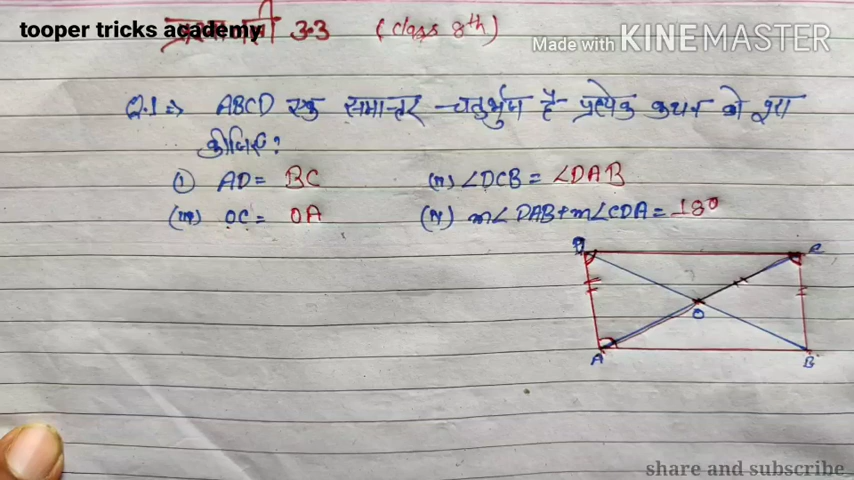 tooper tricks academy
प्रश्नावली 3.3 (class 8th)
Made with KINEMASTER
Q.1 ⇒ ABCD एक समान्तर चतुर्भुज है- प्रत्येक कथन को पूरा
कीजिए?
(i) AD = BC (ii) ∠DCB = ∠DAB
(iii) OC = OA (iv) m∠DAB + m∠CDA = 180
D C
O
A B
share and subscribe